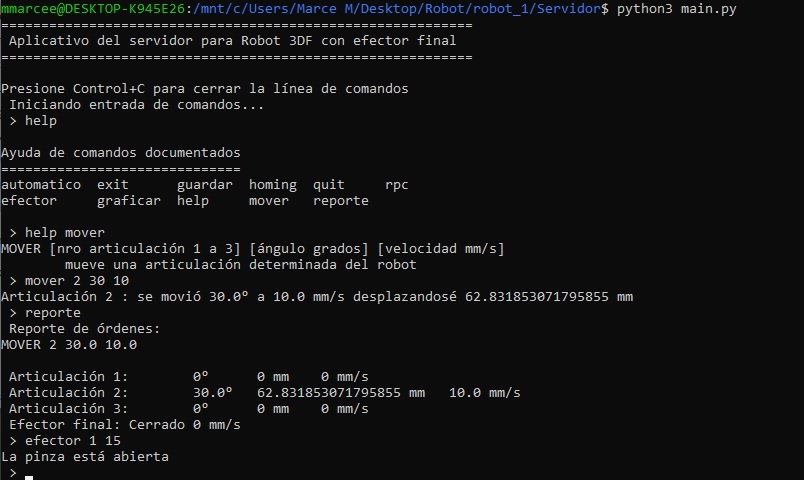 mmarcee@DESKTOP-K945E26:/mnt/c/Users/Marce M/Desktop/Robot/robot_1/Servidor$ python3 main.py
===========================================================
 Aplicativo del servidor para Robot 3DF con efector final
===========================================================
Presione Control+C para cerrar la línea de comandos
 Iniciando entrada de comandos...
 > help
Ayuda de comandos documentados
==============================
automatico  exit      guardar  homing  quit     rpc
efector     graficar  help     mover   reporte
 > help mover
MOVER [nro articulación 1 a 3] [ángulo grados] [velocidad mm/s]
        mueve una articulación determinada del robot
 > mover 2 30 10
Articulación 2 : se movió 30.0º a 10.0 mm/s desplazandosé 62.831853071795855 mm
 > reporte
 Reporte de órdenes:
MOVER 2 30.0 10.0
 Articulación 1:        0º      0 mm    0 mm/s
 Articulación 2:        30.0º   62.831853071795855 mm   10.0 mm/s
 Articulación 3:        0º      0 mm    0 mm/s
 Efector final: Cerrado 0 mm/s
 > efector 1 15
La pinza está abierta
 >